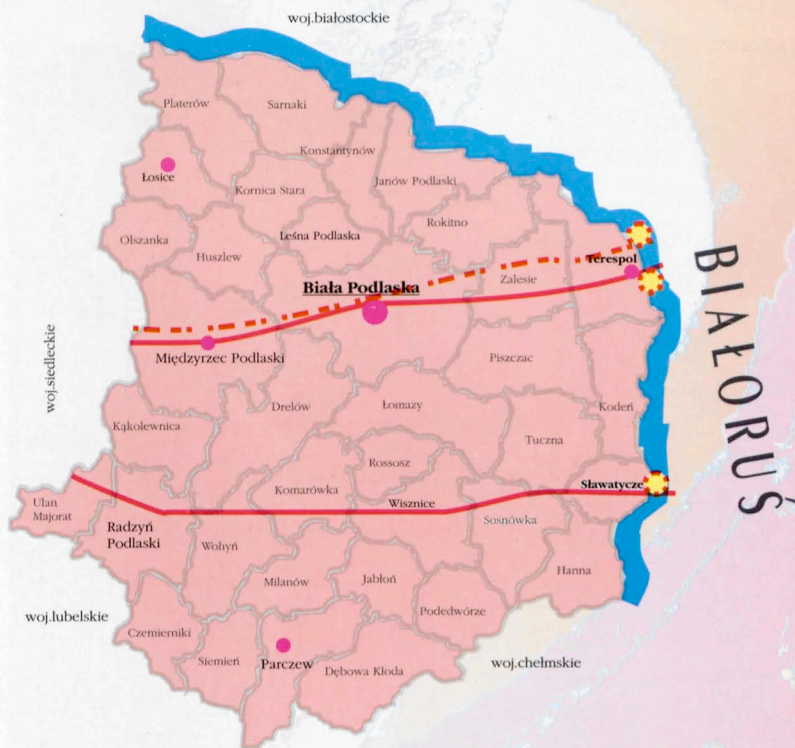 woj.białostockie
Platerów
Sarnaki
Konstantynów
Łosice
Kornica Stara
Janów Podlaski
Rokitno
Olszanka
Huszlew
Leśna Podlaska
Terespol
Zalesie
Biała Podlaska
BIAŁORUŚ
woj.siedleckie
Międzyrzec Podlaski
Piszczac
Drelów
Łomazy
Kodeń
Kąkolewnica
Tuczna
Rossosz
Sławatycze
Komarówka
Wisznice
Ulan
Majorat
Radzyń
Podlaski
Wohyń
Sosnówka
Milanów
Jabłoń
Hanna
Podedwórze
woj.lubelskie
Czemierniki
Siemień
Parczew
Dębowa Kłoda
woj.chełmskie